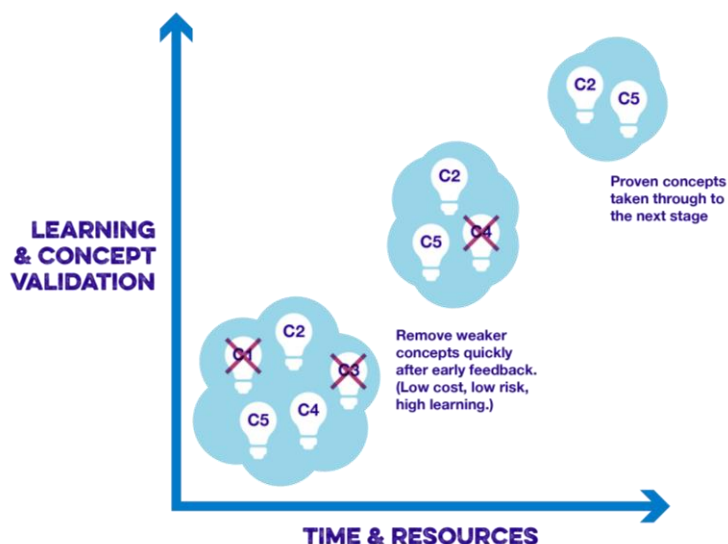 C2
C5
Proven concepts
taken through to
the next stage
C2
C5
C4
LEARNING
& CONCEPT
VALIDATION
Remove weaker
concepts quickly
after early feedback.
(Low cost, low risk,
high learning.)
C1
C2
C3
C5
C4
TIME & RESOURCES